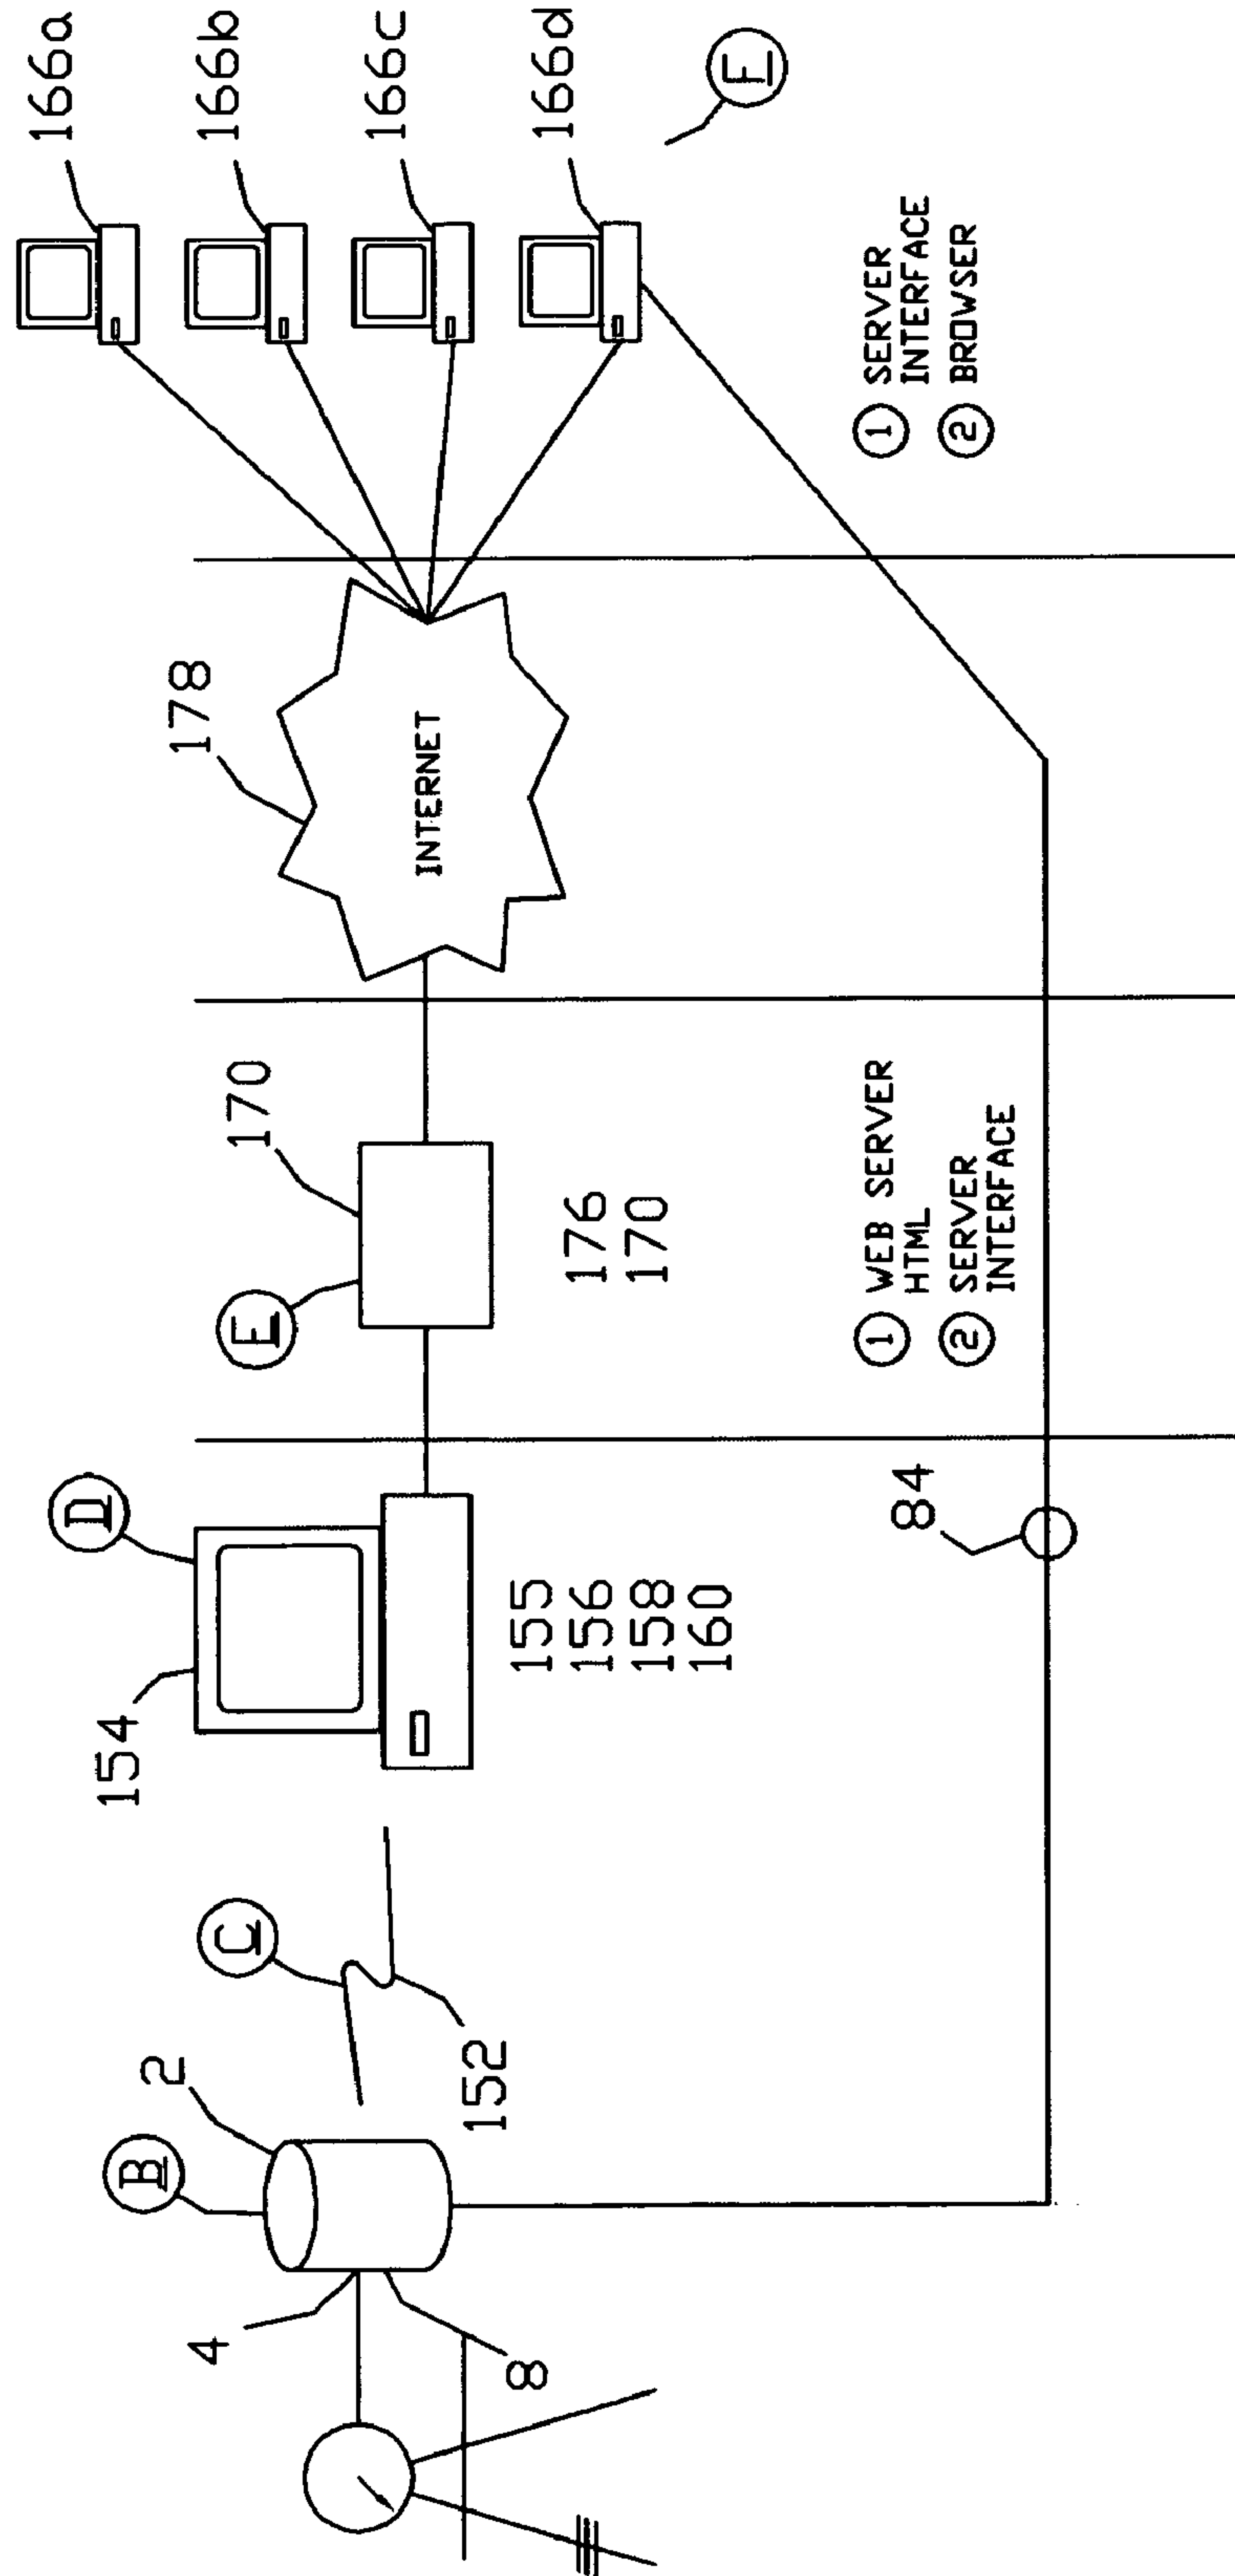 B
2
4
8
C
152
154
D
155
156
158
160
84
E
170
176
170
① WEB SERVER
HTML
② SERVER
INTERFACE
178
INTERNET
166a
166b
166c
166d
F
① SERVER
INTERFACE
② BROWSER